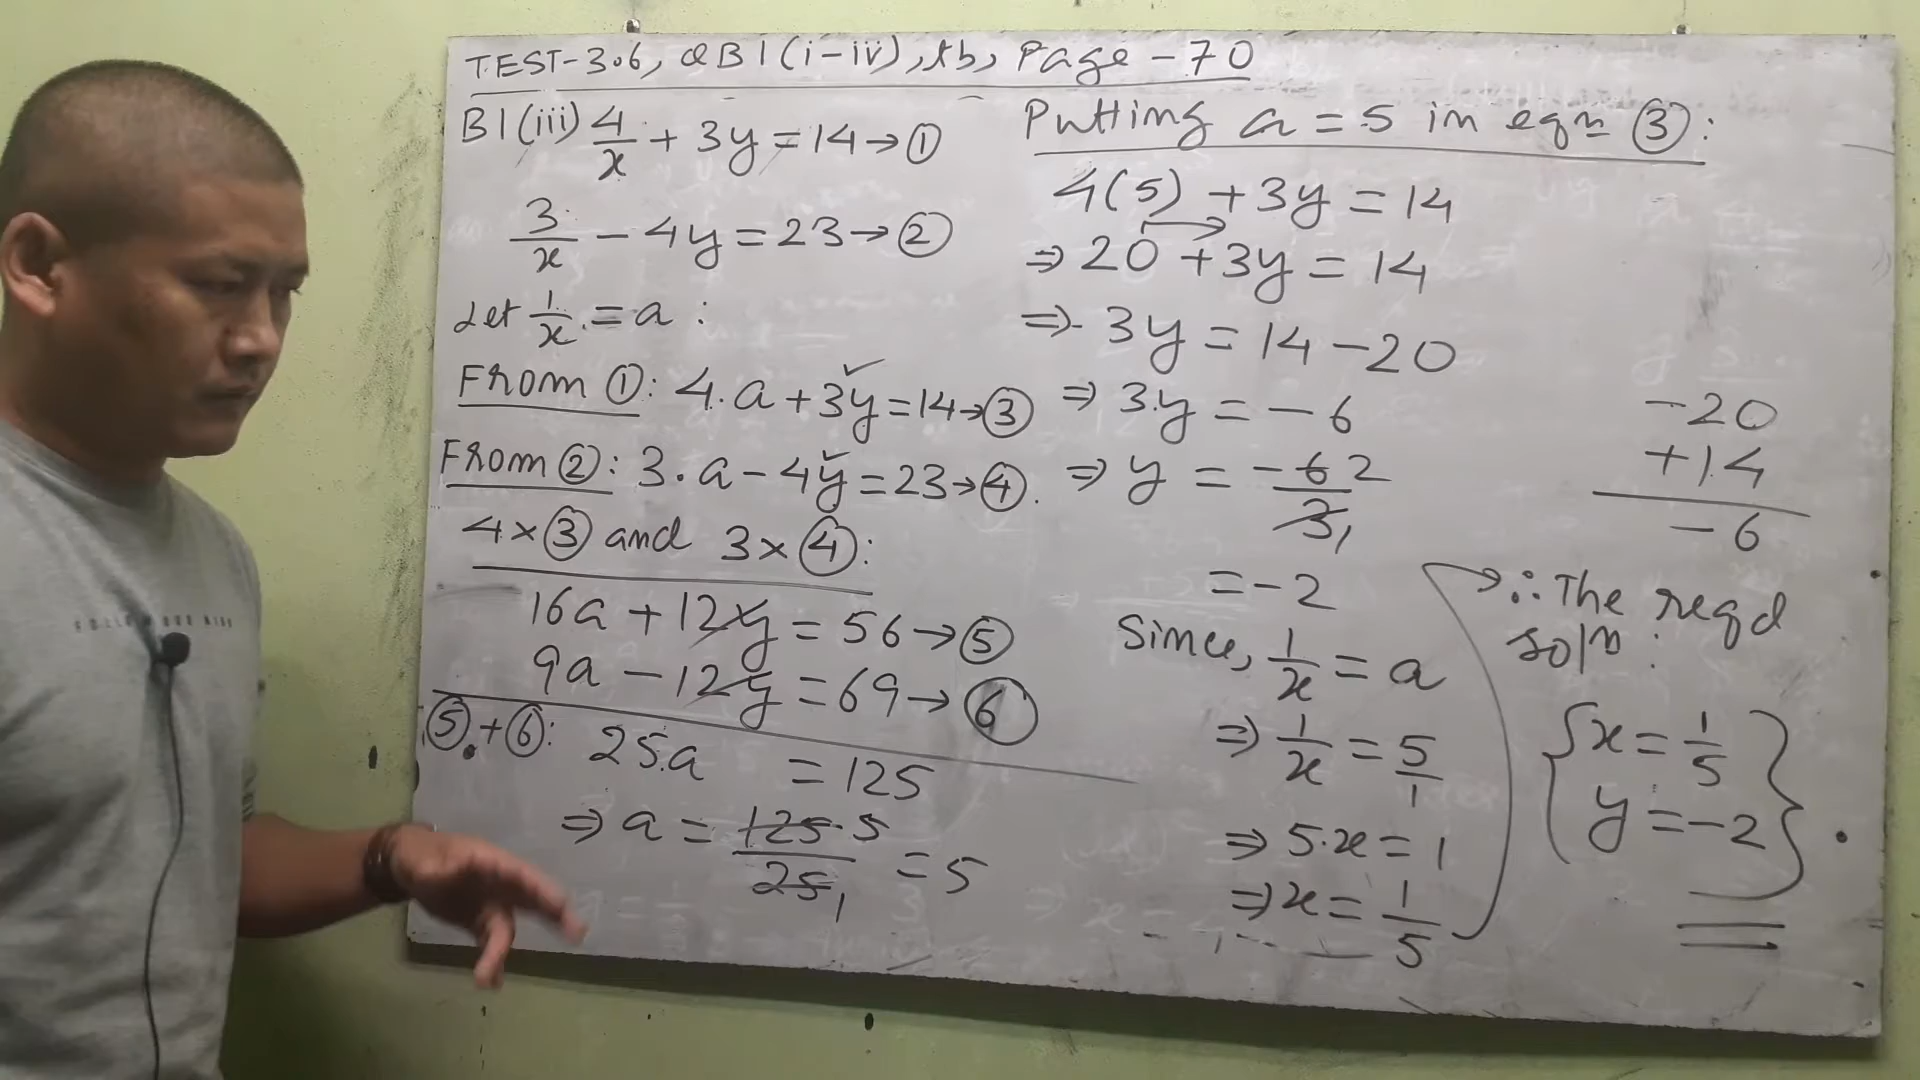 TEST-3.6, QB1(i-iv), tb, Page-70
B1(iii) 4/x + 3y = 14 → ①
3/x - 4y = 23 → ②
Let 1/x = a :
From ①: 4.a + 3y = 14 → ③
From ②: 3.a - 4y = 23 → ④.
4×③ and 3×④:
16a + 12y = 56 → ⑤
9a - 12y = 69 → ⑥
⑤+⑥: 25.a = 125
⇒ a = 125 5 / 25 1 = 5
Putting a = 5 in eqn ③:
4(5) + 3y = 14
⇒ 20 + 3y = 14
⇒ 3y = 14 - 20
⇒ 3.y = -6
⇒ y = -6 2 / 3 1
= -2
Since, 1/x = a
⇒ 1/x = 5/1
⇒ 5.x = 1
⇒ x = 1/5
-20
+14
-6
∴ The reqd
soln :
{x = 1/5
y = -2}.